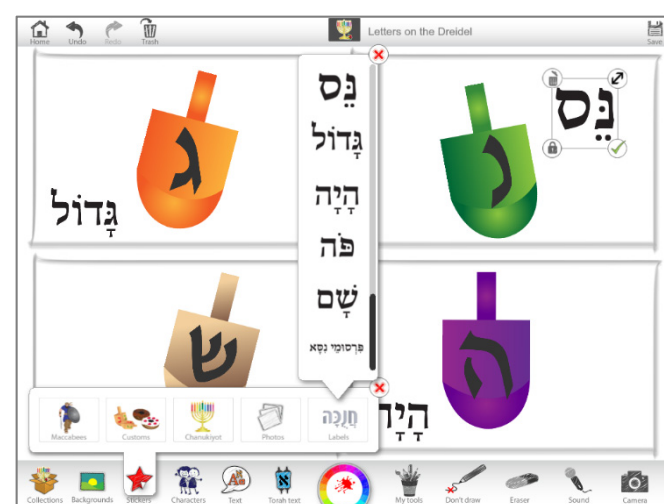 Home Undo Redo Trash Letters on the Dreidel Save
נֵּס
גָּדוֹל
הָיָה
פֹּה
שָׁם
פִּרְסוּמֵי נִסָּא
ג
גָּדוֹל
נ
נֵּס
ש
ה
הָיָה
Maccabees Customs Chanukiyot Photos
חֲנֻכָּה
Labels
Collections Backgrounds Stickers Characters Text Torah text My tools Don't draw Eraser Sound Camera